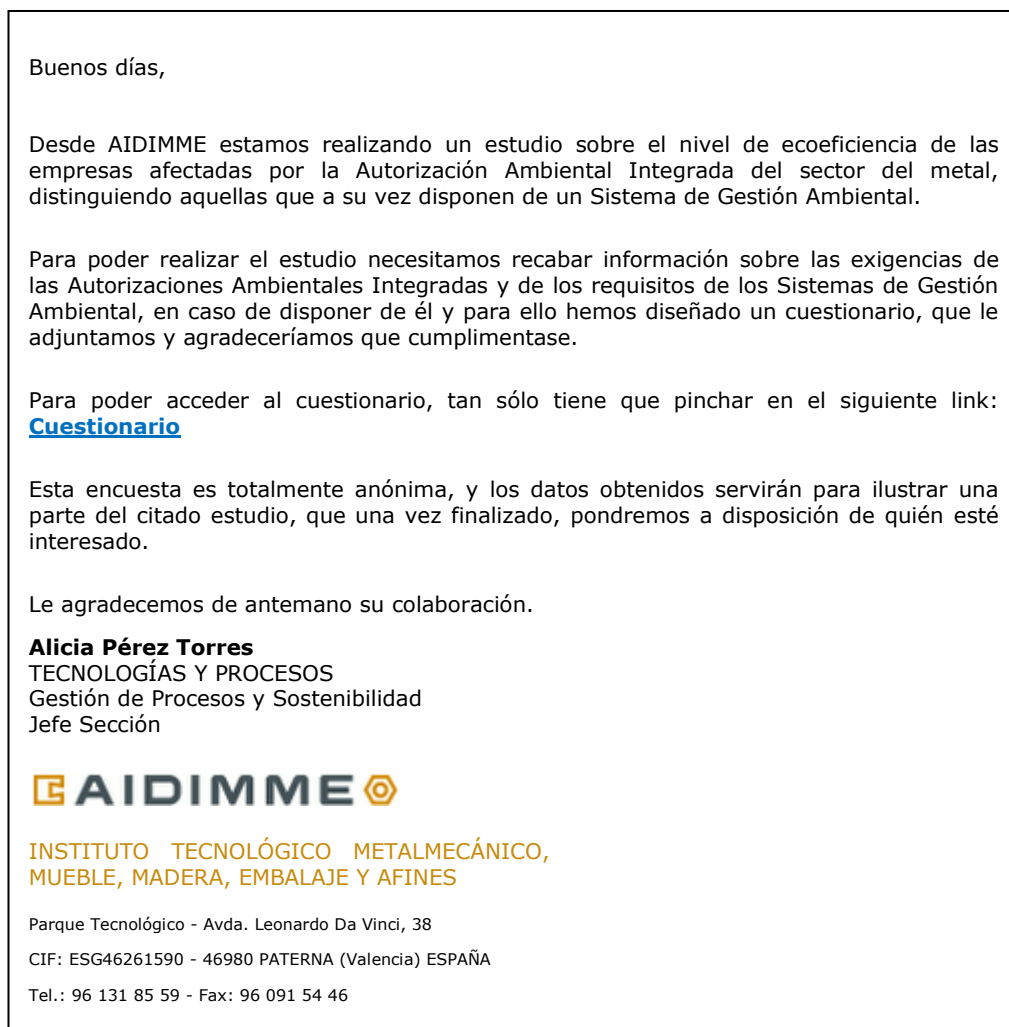 Buenos días,
Desde AIDIMME estamos realizando un estudio sobre el nivel de ecoeficiencia de las
empresas afectadas por la Autorización Ambiental Integrada del sector del metal,
distinguiendo aquellas que a su vez disponen de un Sistema de Gestión Ambiental.
Para poder realizar el estudio necesitamos recabar información sobre las exigencias de
las Autorizaciones Ambientales Integradas y de los requisitos de los Sistemas de Gestión
Ambiental, en caso de disponer de él y para ello hemos diseñado un cuestionario, que le
adjuntamos y agradeceríamos que cumplimentase.
Para poder acceder al cuestionario, tan sólo tiene que pinchar en el siguiente link:
Cuestionario
Esta encuesta es totalmente anónima, y los datos obtenidos servirán para ilustrar una
parte del citado estudio, que una vez finalizado, pondremos a disposición de quién esté
interesado.
Le agradecemos de antemano su colaboración.
Alicia Pérez Torres
TECNOLOGÍAS Y PROCESOS
Gestión de Procesos y Sostenibilidad
Jefe Sección
AIDIMME
INSTITUTO TECNOLÓGICO METALMECÁNICO,
MUEBLE, MADERA, EMBALAJE Y AFINES
Parque Tecnológico - Avda. Leonardo Da Vinci, 38
CIF: ESG46261590 - 46980 PATERNA (Valencia) ESPAÑA
Tel.: 96 131 85 59 - Fax: 96 091 54 46